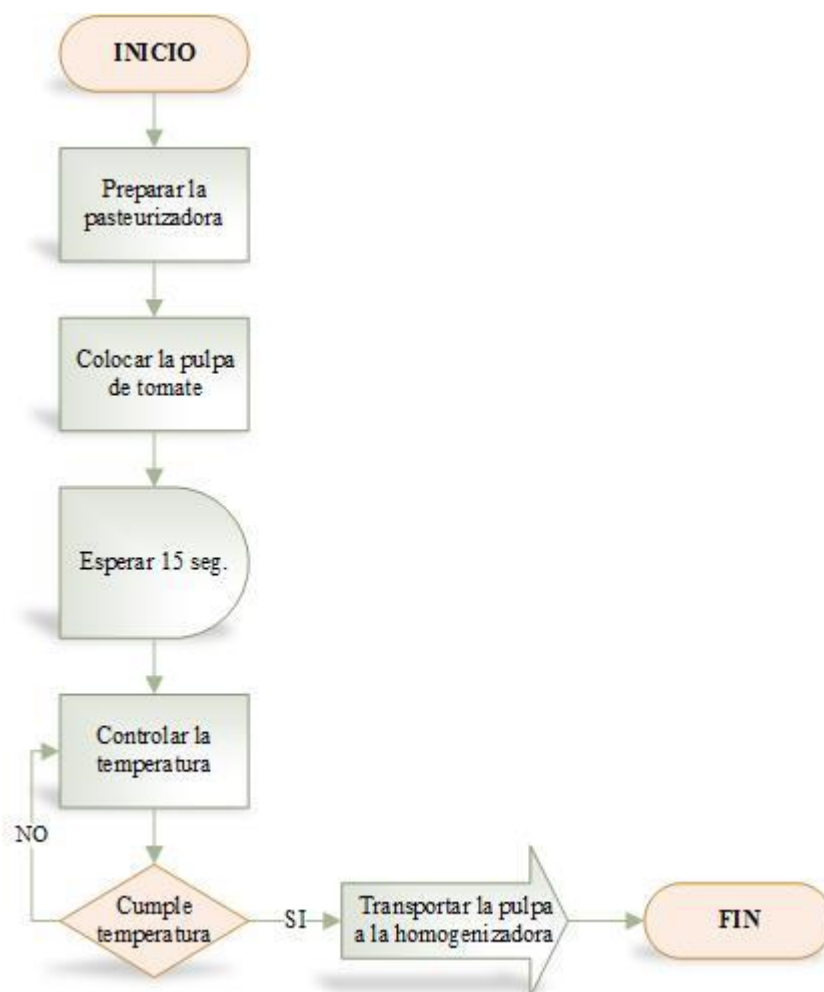 INICIO
Preparar la
pasteurizadora
Colocar la pulpa
de tomate
Esperar 15 seg.
Controlar la
temperatura
NO
Cumple
temperatura
SI
Transportar la pulpa
a la homogenizadora
FIN